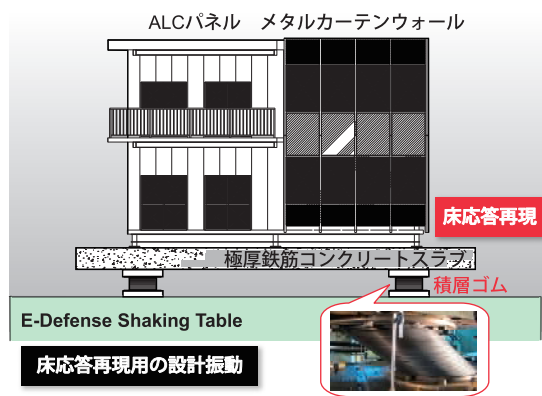 ALCパネル　メタルカーテンウォール
床応答再現
極厚鉄筋コンクリートスラブ
積層ゴム
E-Defense Shaking Table
床応答再現用の設計振動